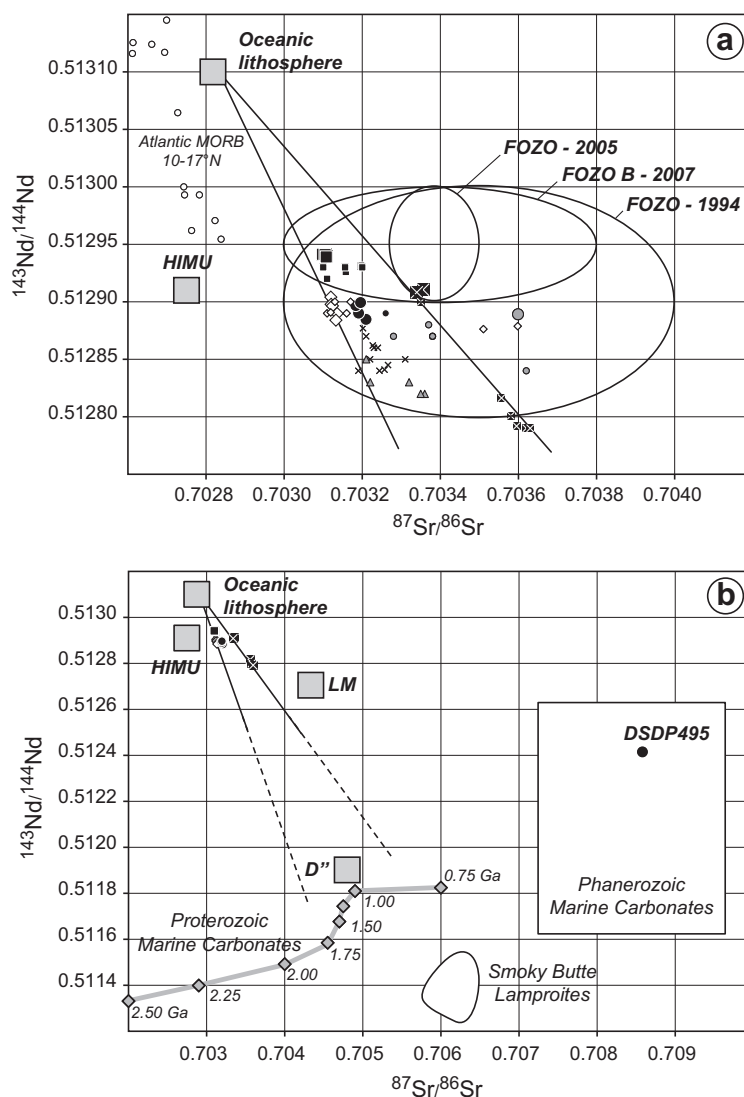 a
Oceanic
lithosphere
0.51310
0.51305
0.51300
0.51295
0.51290
0.51285
0.51280
143Nd/144Nd
Atlantic MORB
10-17°N
HIMU
FOZO - 2005
FOZO B - 2007
FOZO - 1994
0.7028 0.7030 0.7032 0.7034 0.7036 0.7038 0.7040
87Sr/86Sr
b
Oceanic
lithosphere
0.5130
0.5128
0.5126
0.5124
0.5122
0.5120
0.5118
0.5116
0.5114
143Nd/144Nd
HIMU
LM
DSDP495
D”
0.75 Ga
1.00
1.50
1.75
2.00
2.25
2.50 Ga
Proterozoic
Marine Carbonates
Phanerozoic
Marine Carbonates
Smoky Butte
Lamproites
0.703 0.704 0.705 0.706 0.707 0.708 0.709
87Sr/86Sr